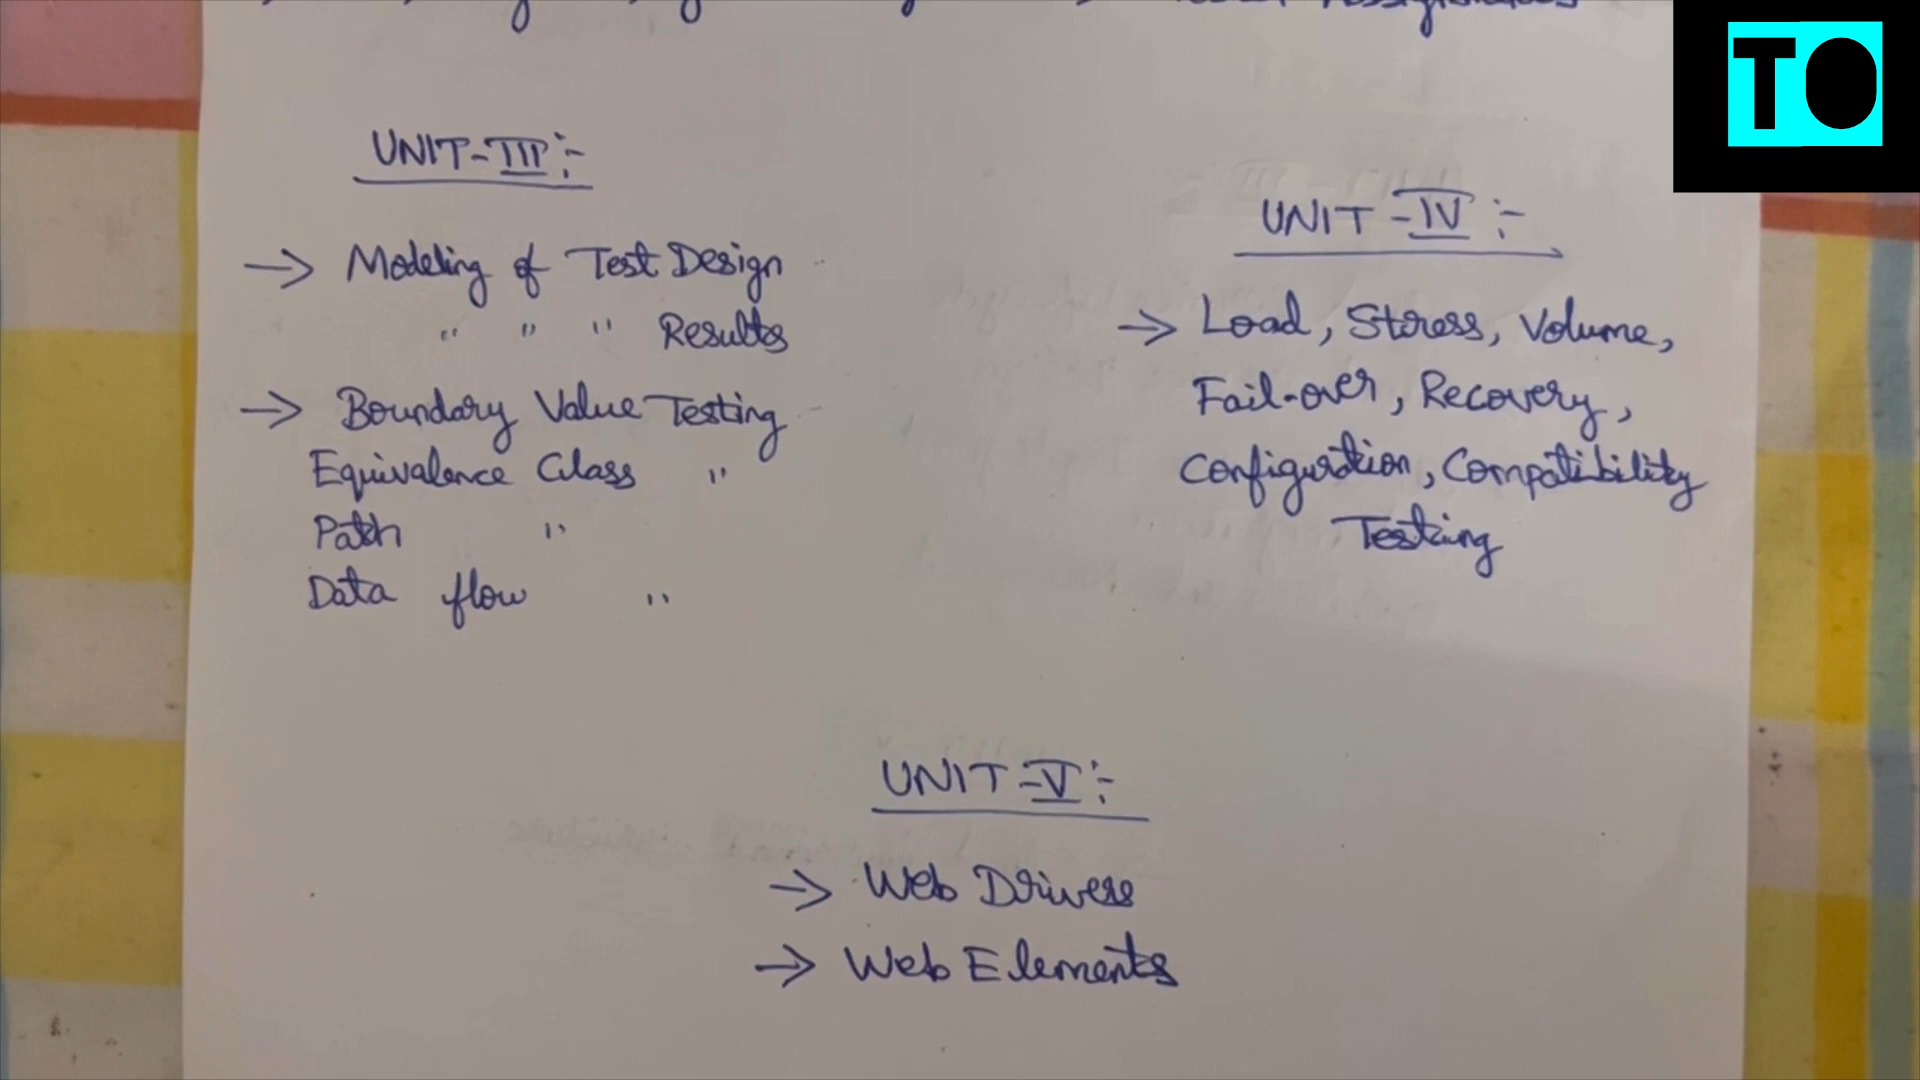 TO
UNIT-III :-
→ Modeling of Test Design
" " " Results
→ Boundary Value Testing
Equivalence Class "
Path "
Data flow "
UNIT-IV :-
→ Load, Stress, Volume,
Fail-over, Recovery,
Configuration, Compatibility
Testing
UNIT-V :-
→ Web Drivers
→ Web Elements